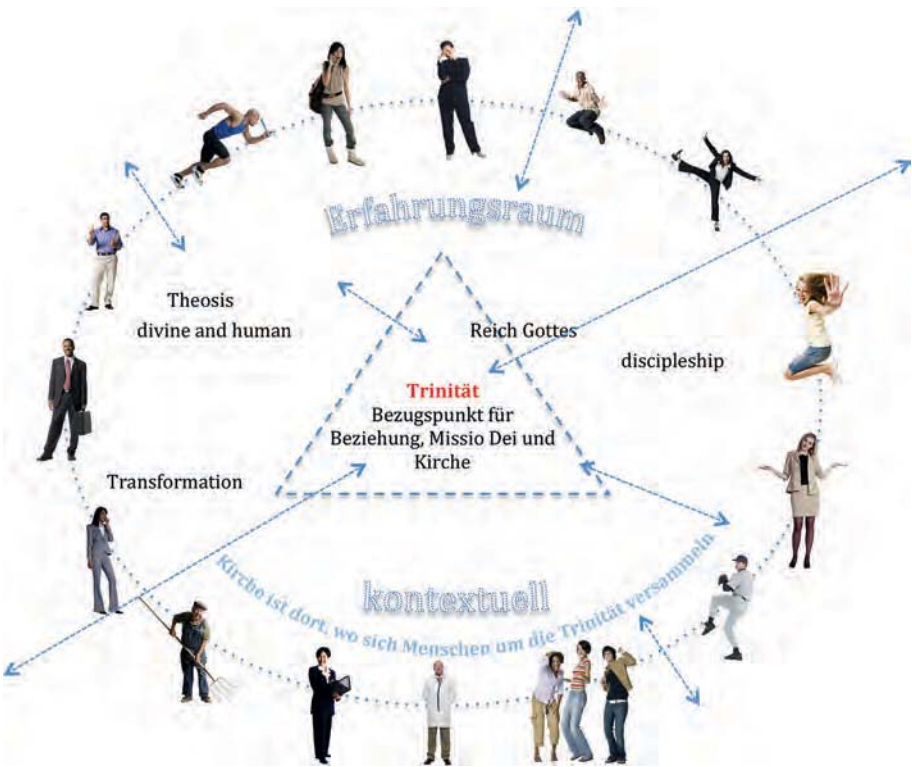 Erfahrungsraum
Theosis
divine and human
Reich Gottes
discipleship
Trinität
Bezugspunkt für
Beziehung, Missio Dei und
Kirche
Transformation
kontextuell
Kirche ist dort, wo sich Menschen um die Trinität versammeln